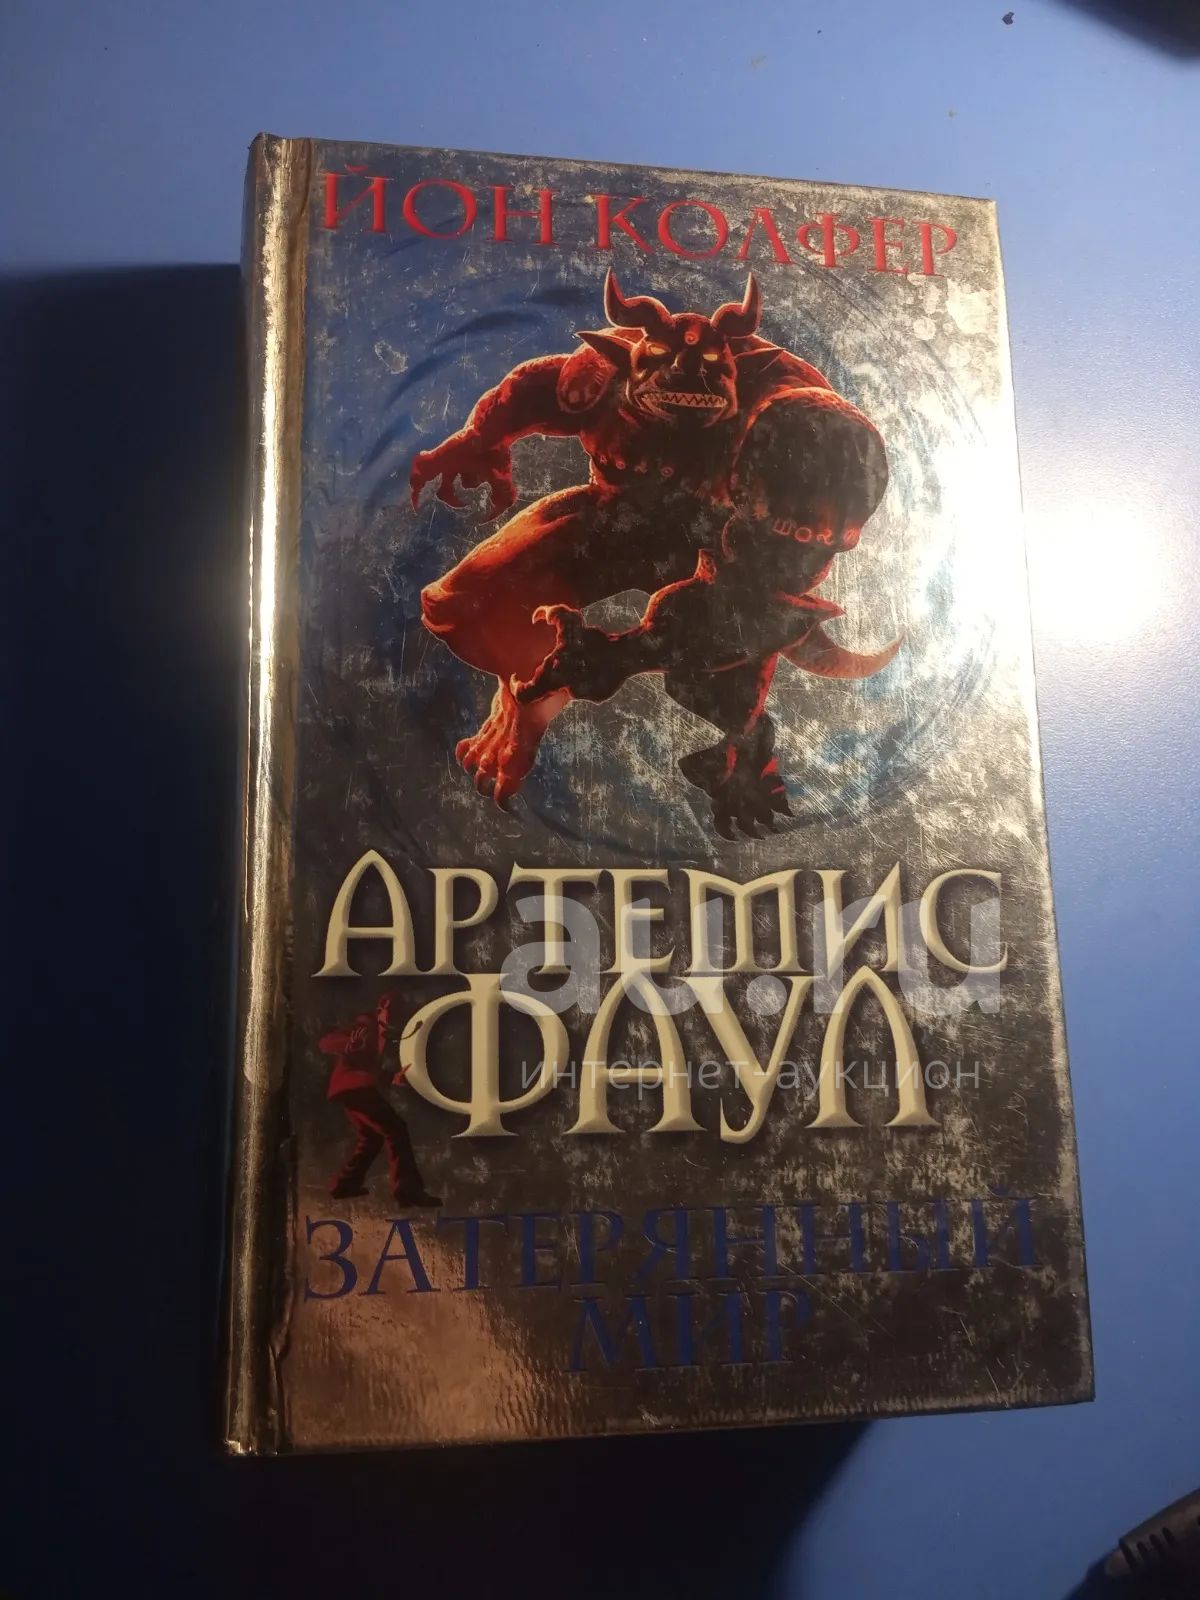 ЙОН КОЛФЕР
АРТЕМИС
ФАУЛ
ЗАТЕРЯННЫЙ
МИР
au.ru
интернет-аукцион